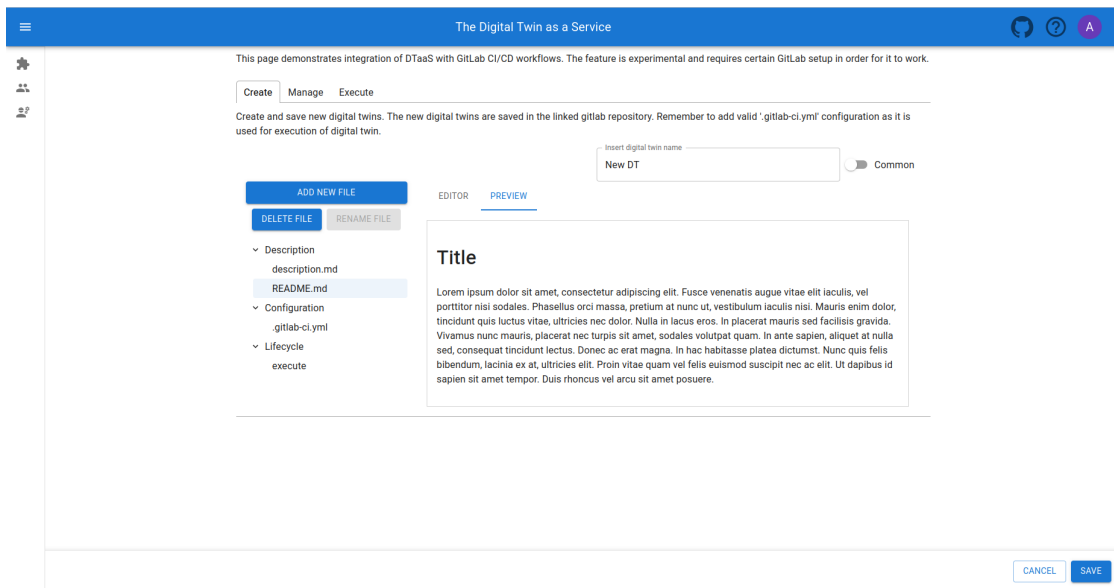 The Digital Twin as a Service
A
This page demonstrates integration of DTaaS with GitLab CI/CD workflows. The feature is experimental and requires certain GitLab setup in order for it to work.
Create Manage Execute
Create and save new digital twins. The new digital twins are saved in the linked gitlab repository. Remember to add valid '.gitlab-ci.yml' configuration as it is
used for execution of digital twin.
Insert digital twin name
New DT
Common
ADD NEW FILE
DELETE FILE RENAME FILE
Description
description.md
README.md
Configuration
.gitlab-ci.yml
Lifecycle
execute
EDITOR PREVIEW
Title
Lorem ipsum dolor sit amet, consectetur adipiscing elit. Fusce venenatis augue vitae elit iaculis, vel
porttitor nisi sodales. Phasellus orci massa, pretium at nunc ut, vestibulum iaculis nisi. Mauris enim dolor,
tincidunt quis luctus vitae, ultricies nec dolor. Nulla in lacus eros. In placerat mauris sed facilisis gravida.
Vivamus nunc mauris, placerat nec turpis sit amet, sodales volutpat quam. In ante sapien, aliquet at nulla
sed, consequat tincidunt lectus. Donec ac erat magna. In hac habitasse platea dictumst. Nunc quis felis
bibendum, lacinia ex at, ultricies elit. Proin vitae quam vel felis euismod suscipit nec ac elit. Ut dapibus id
sapien sit amet tempor. Duis rhoncus vel arcu sit amet posuere.
CANCEL SAVE